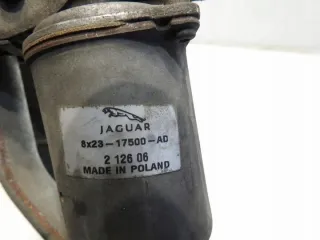 JAGUAR
8x23-17500-AD
2 126 06
MADE IN POLAND